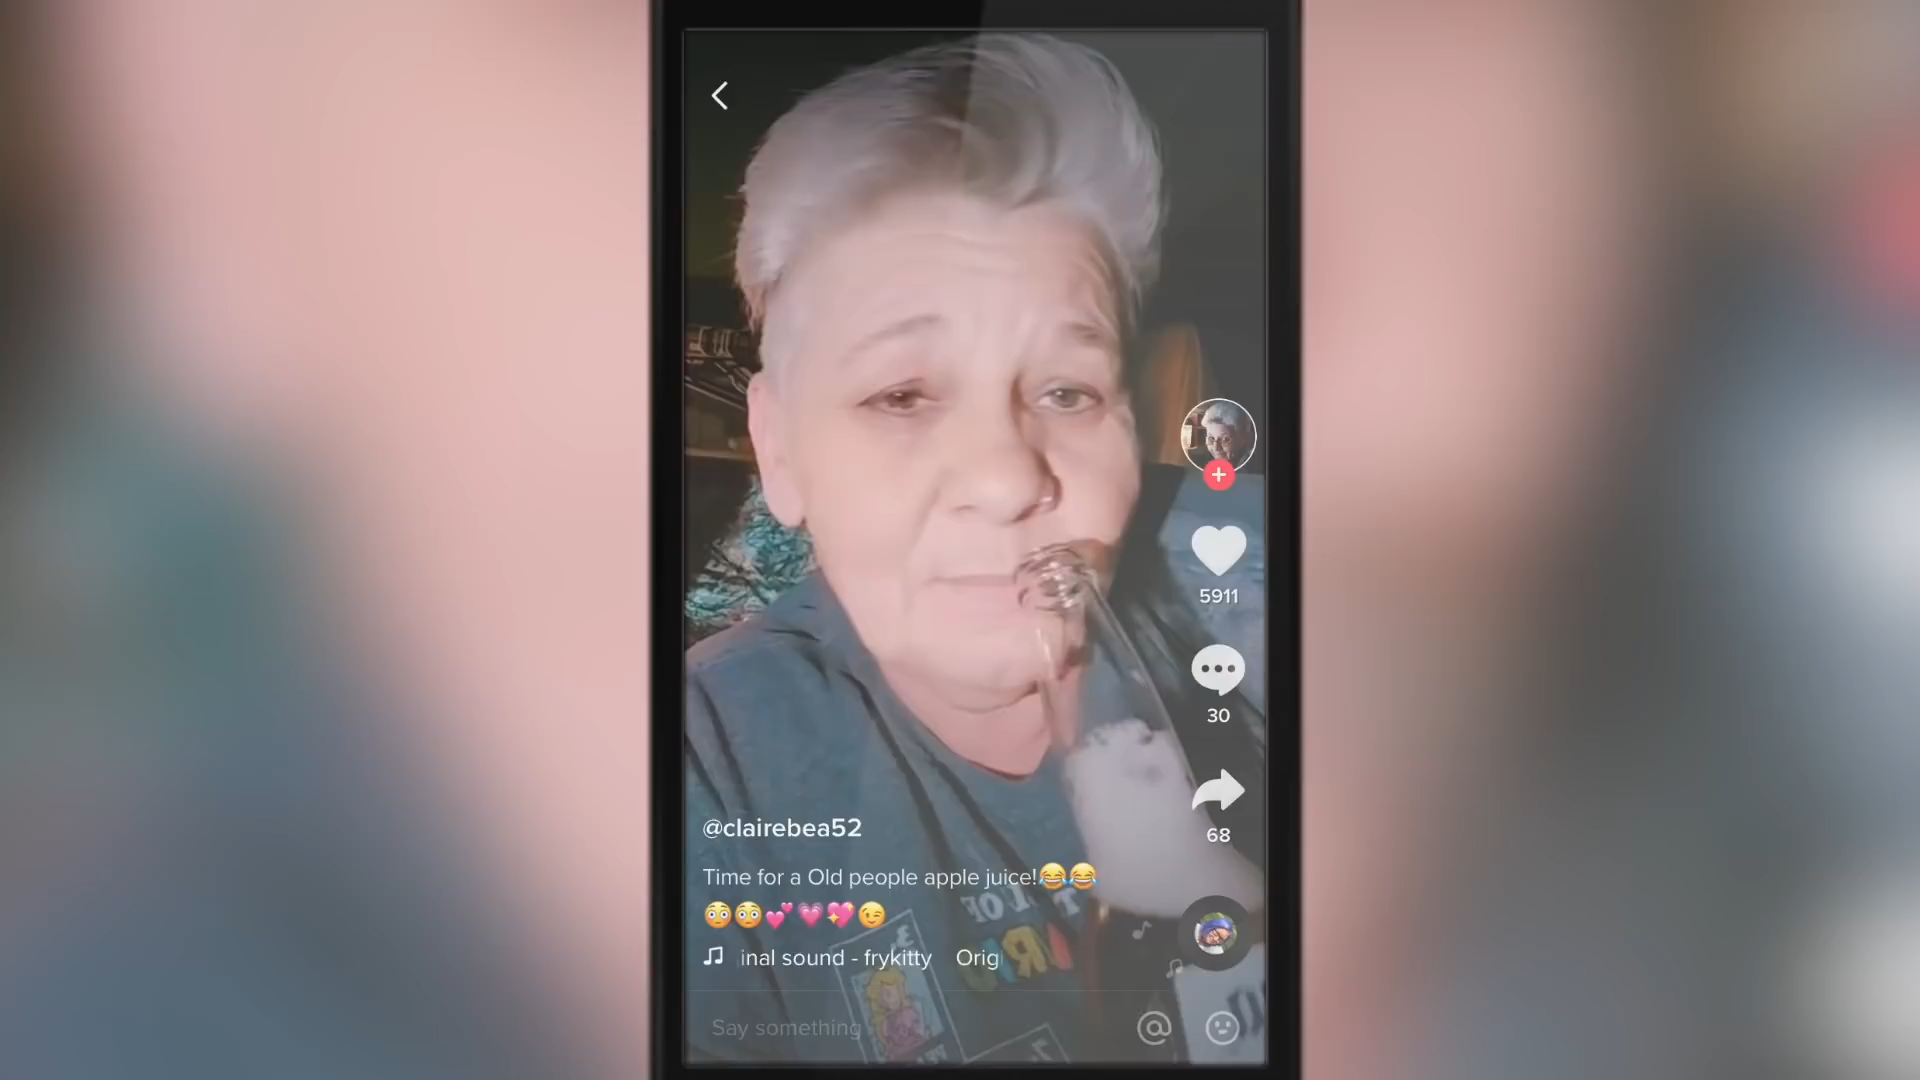 5911
30
68
@clairebea52
Time for a Old people apple juice!😂😂
😳😳💕💗💖😉
inal sound - frykitty Orig
Say something...